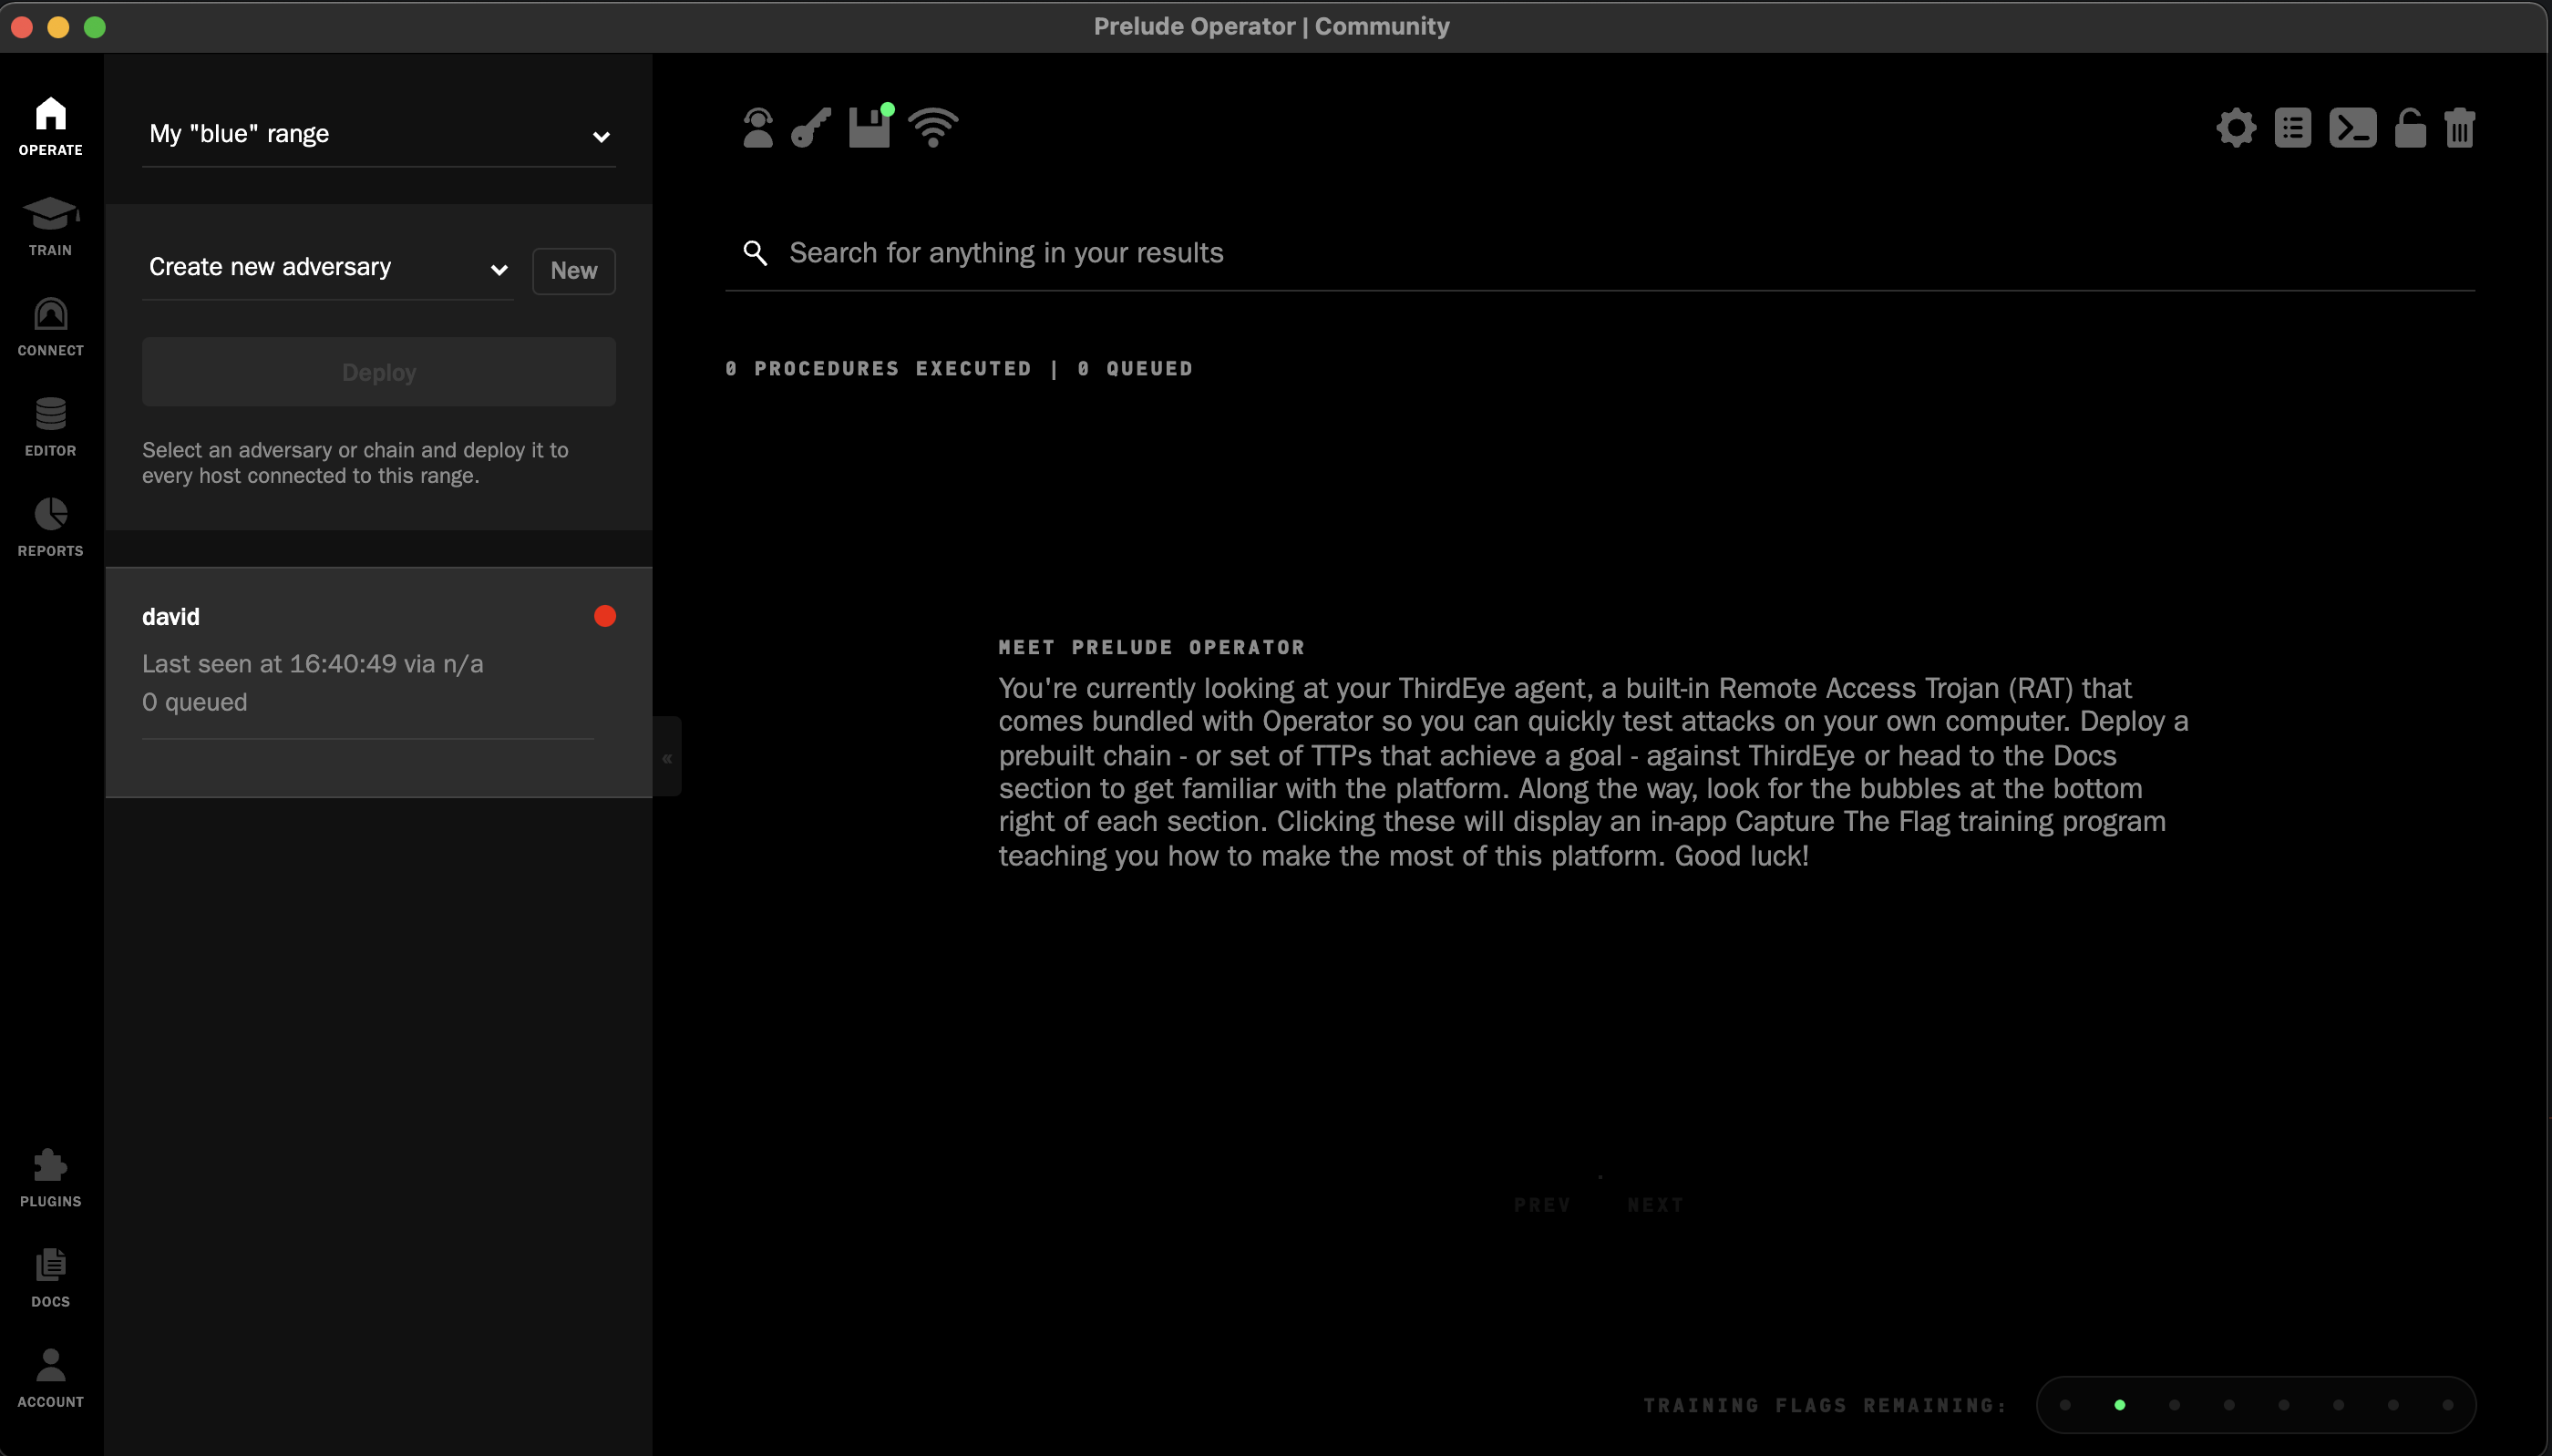 Prelude Operator | Community
OPERATE
TRAIN
CONNECT
EDITOR
REPORTS
PLUGINS
DOCS
ACCOUNT
My "blue" range
Create new adversary
New
Deploy
Select an adversary or chain and deploy it to
every host connected to this range.
david
Last seen at 16:40:49 via n/a
0 queued
«
Search for anything in your results
0 PROCEDURES EXECUTED | 0 QUEUED
MEET PRELUDE OPERATOR
You're currently looking at your ThirdEye agent, a built-in Remote Access Trojan (RAT) that
comes bundled with Operator so you can quickly test attacks on your own computer. Deploy a
prebuilt chain - or set of TTPs that achieve a goal - against ThirdEye or head to the Docs
section to get familiar with the platform. Along the way, look for the bubbles at the bottom
right of each section. Clicking these will display an in-app Capture The Flag training program
teaching you how to make the most of this platform. Good luck!
PREV NEXT
TRAINING FLAGS REMAINING: